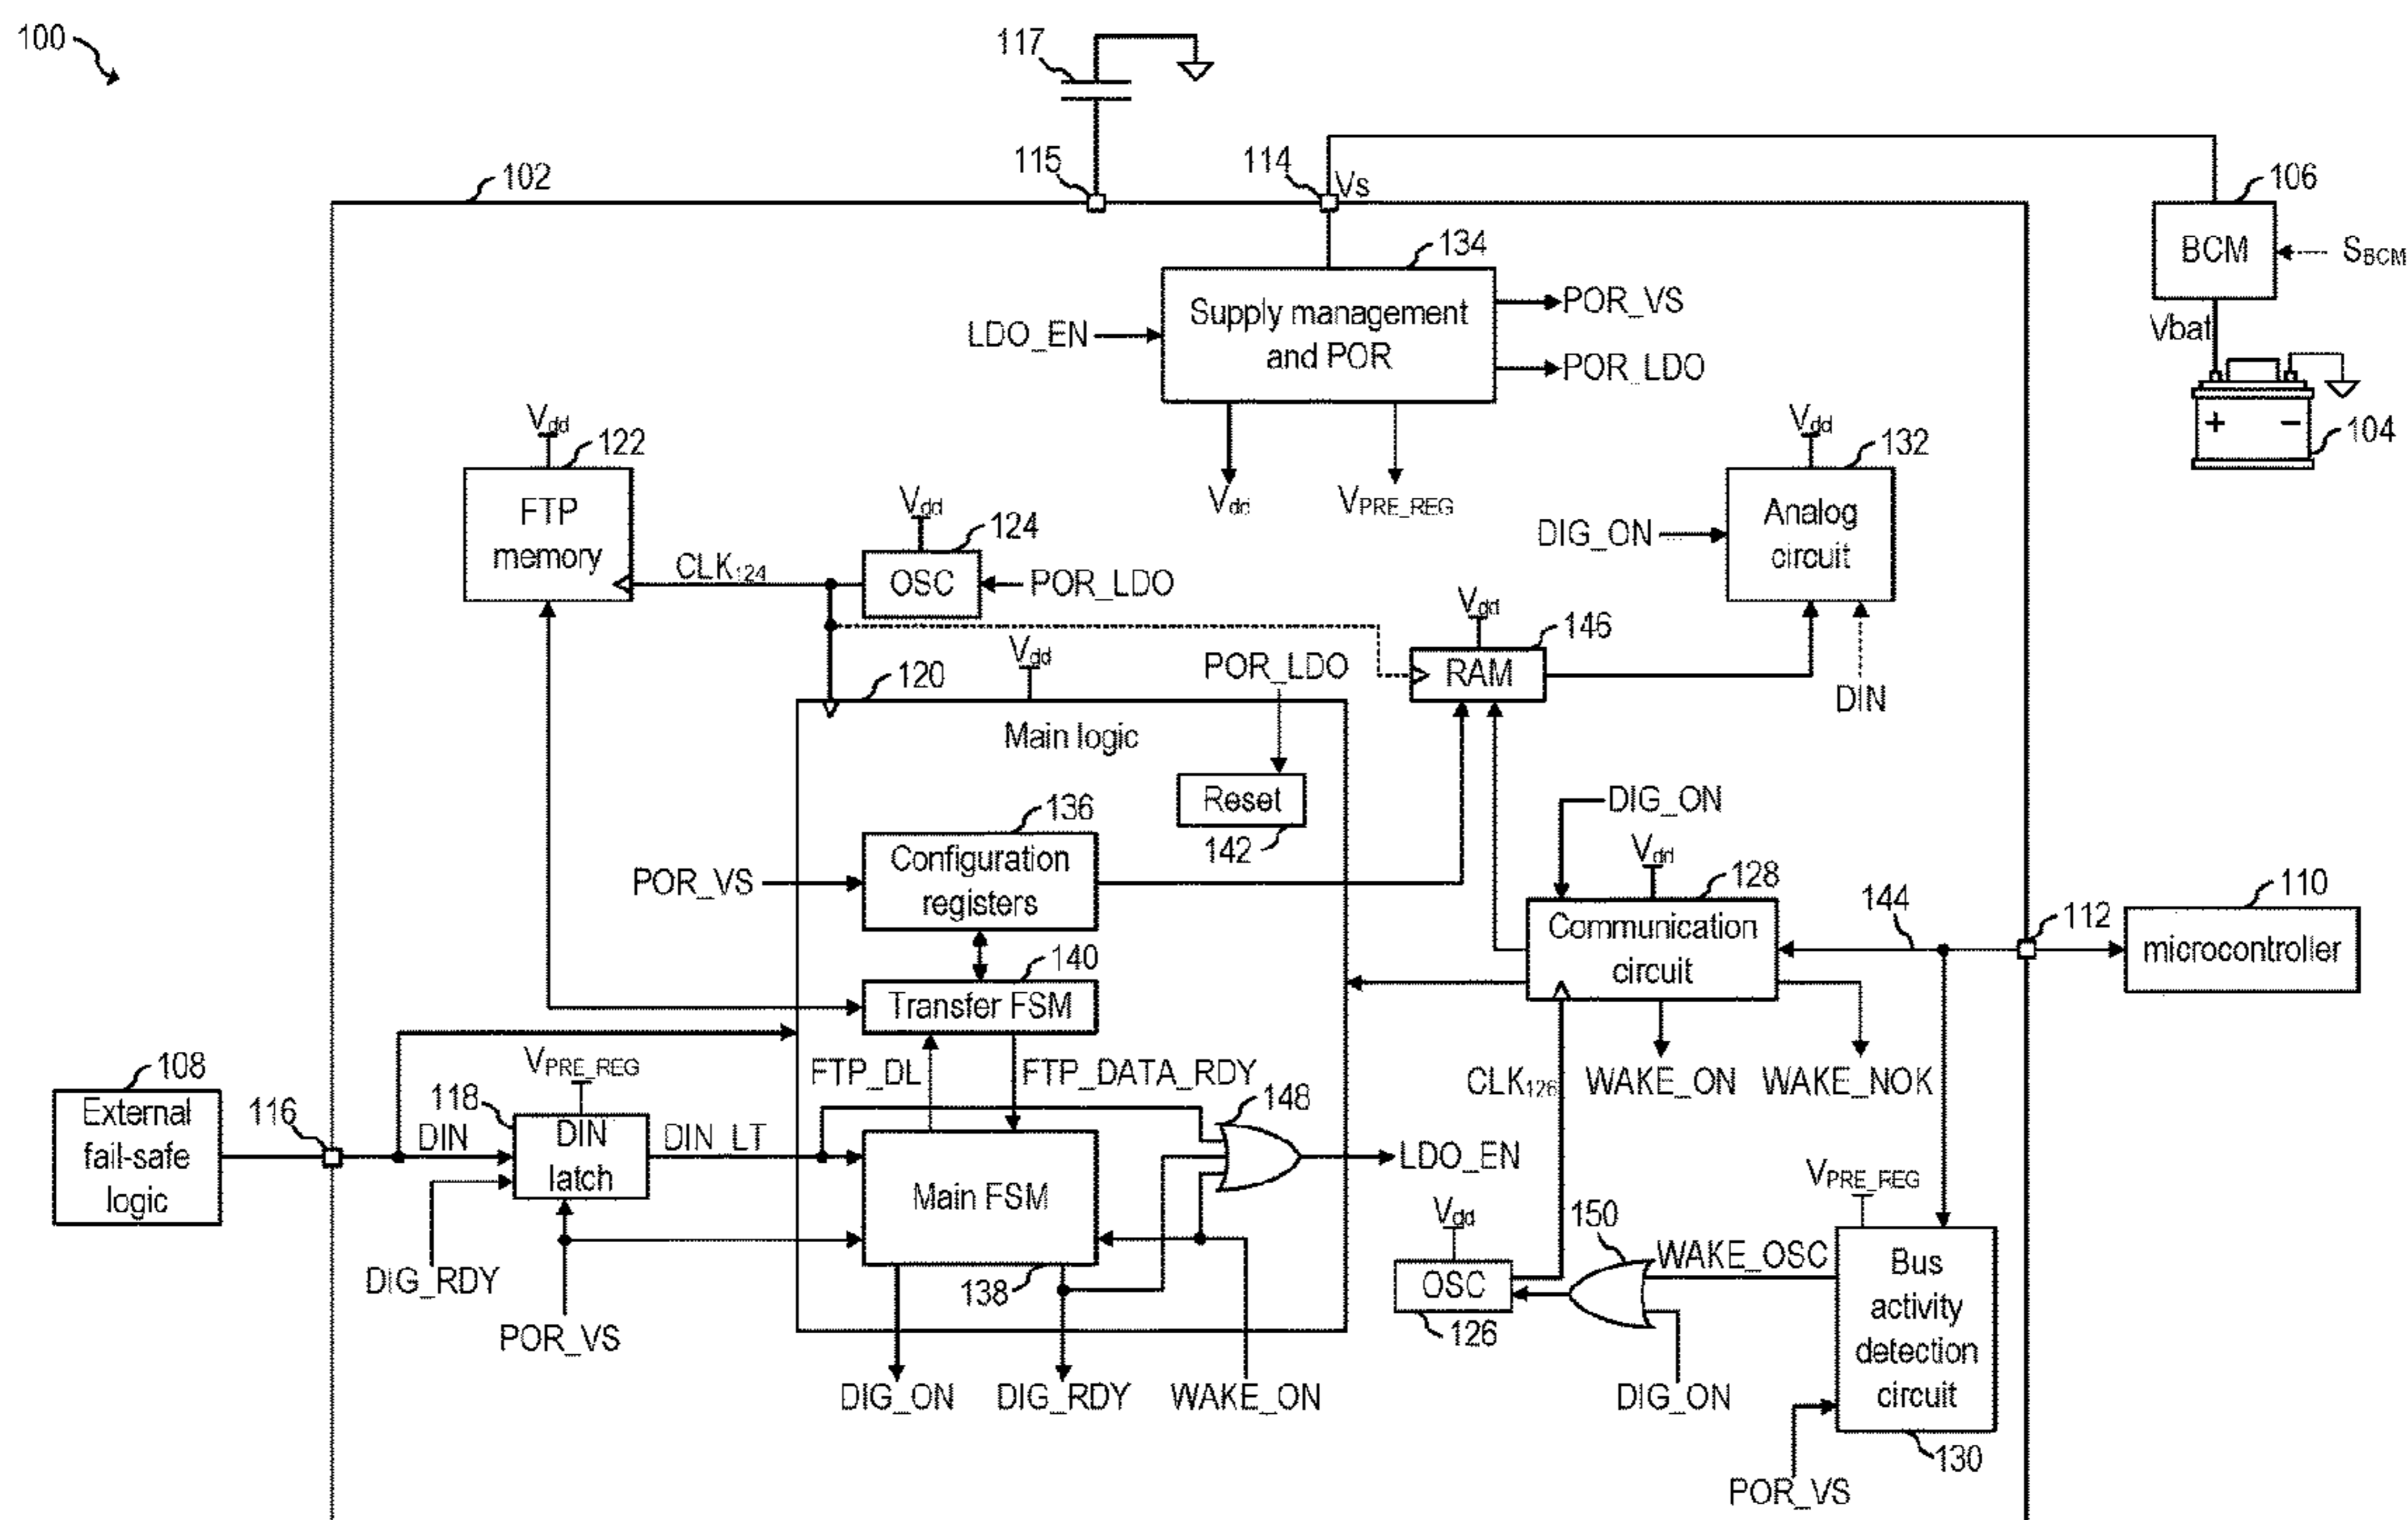 100
117
115
114
Vs
102
106
BCM
S_BCM
Vbat
+ −
104
134
Supply management
and POR
LDO_EN
POR_VS
POR_LDO
Vdd
V_PRE_REG
Vdd
122
FTP
memory
Vdd
124
OSC
CLK124
POR_LDO
Vdd
132
Analog
circuit
DIG_ON
DIN
Vdd
146
RAM
120
Vdd
POR_LDO
Main logic
Reset
142
136
Configuration
registers
POR_VS
140
Transfer FSM
FTP_DL
FTP_DATA_RDY
DIG_ON
Vdd
128
Communication
circuit
144
112
110
microcontroller
CLK126
WAKE_ON
WAKE_NOK
108
External
fail-safe
logic
116
DIN
V_PRE_REG
118
DIN
latch
DIN_LT
DIG_RDY
POR_VS
Main FSM
138
148
LDO_EN
DIG_ON
DIG_RDY
WAKE_ON
Vdd
OSC
126
150
WAKE_OSC
DIG_ON
V_PRE_REG
Bus
activity
detection
circuit
130
POR_VS